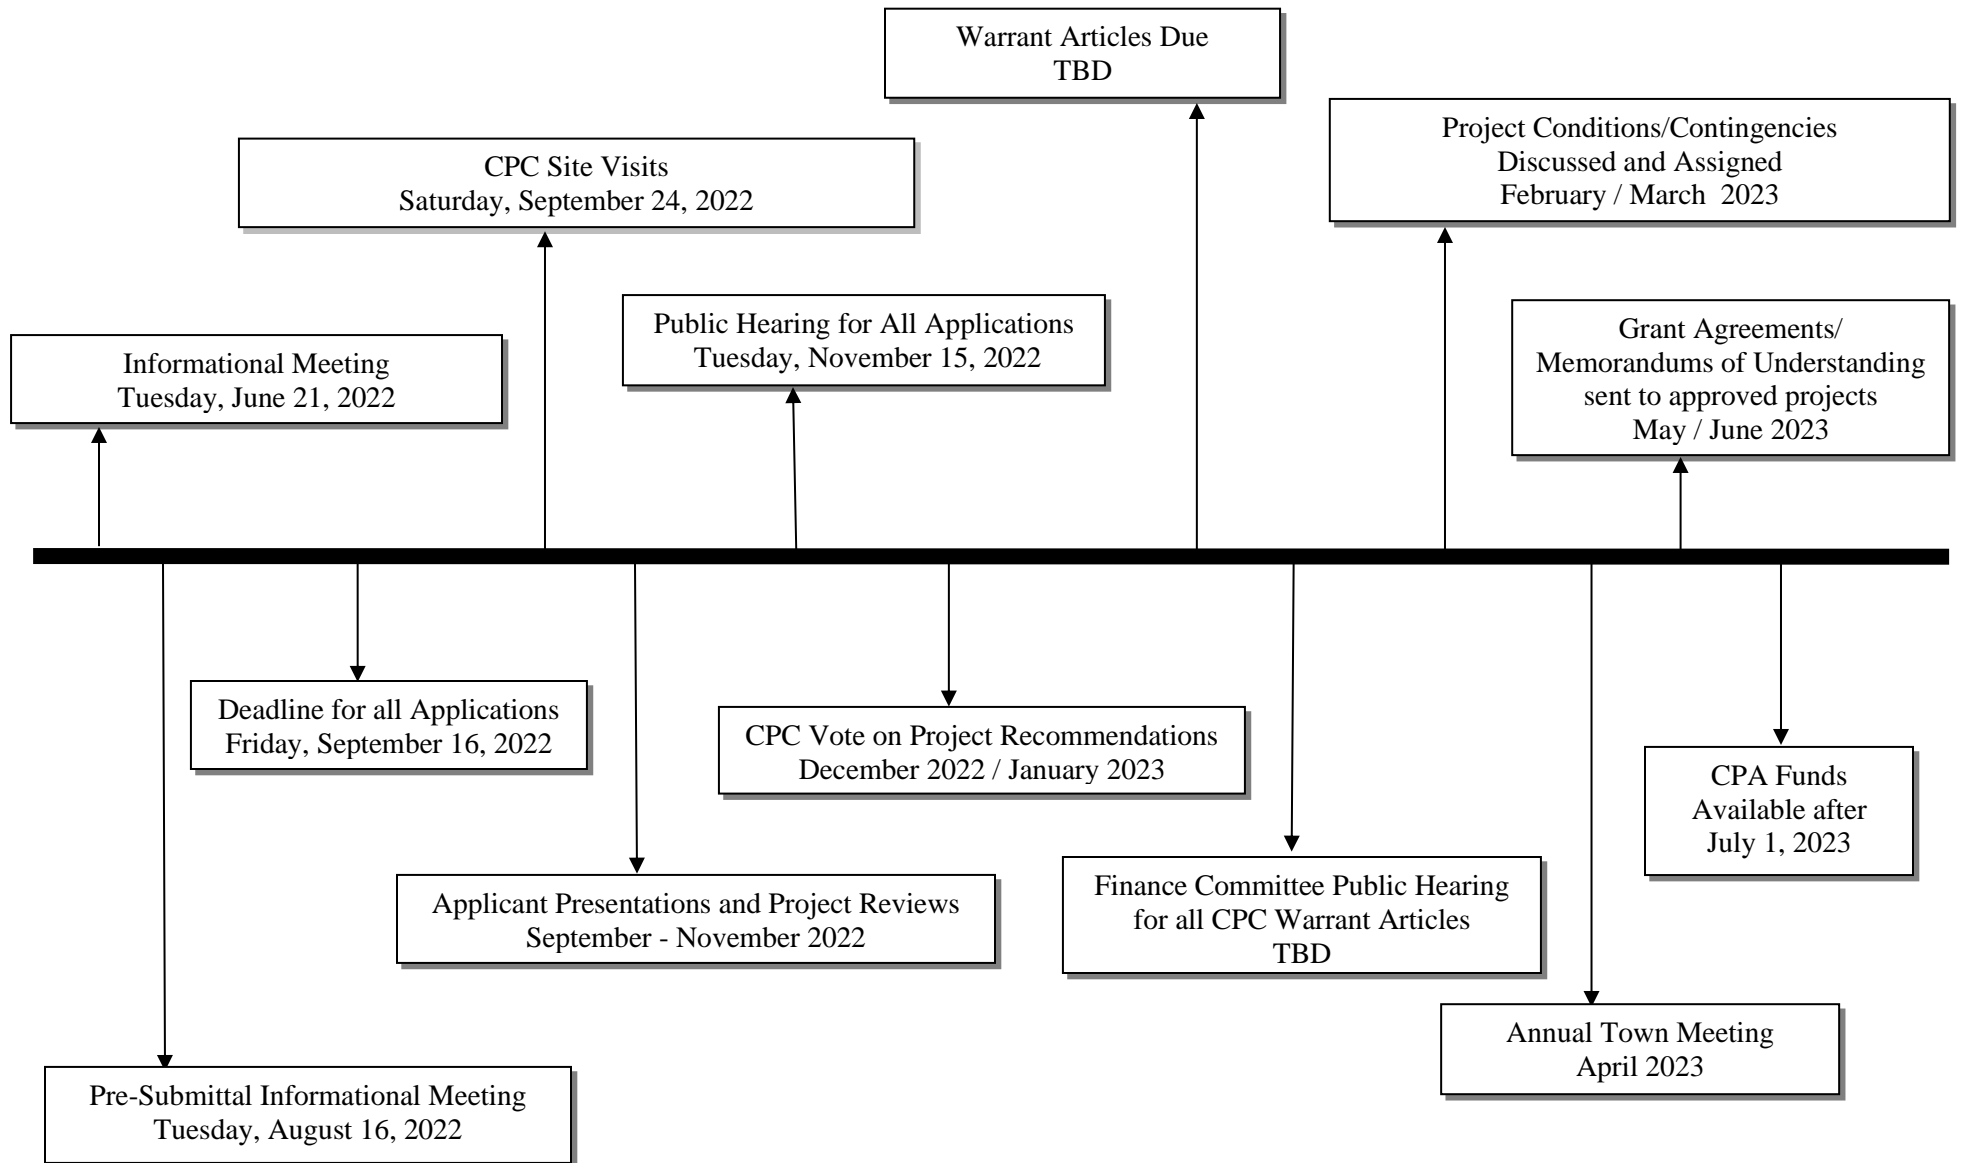 Warrant Articles Due
TBD
Project Conditions/Contingencies
Discussed and Assigned
February / March  2023
CPC Site Visits
Saturday, September 24, 2022
Public Hearing for All Applications
Tuesday, November 15, 2022
Grant Agreements/
Memorandums of Understanding
sent to approved projects
May / June 2023
Informational Meeting
Tuesday, June 21, 2022
Deadline for all Applications
Friday, September 16, 2022
CPC Vote on Project Recommendations
December 2022 / January 2023
CPA Funds
Available after
July 1, 2023
Applicant Presentations and Project Reviews
September - November 2022
Finance Committee Public Hearing
for all CPC Warrant Articles
TBD
Annual Town Meeting
April 2023
Pre-Submittal Informational Meeting
Tuesday, August 16, 2022